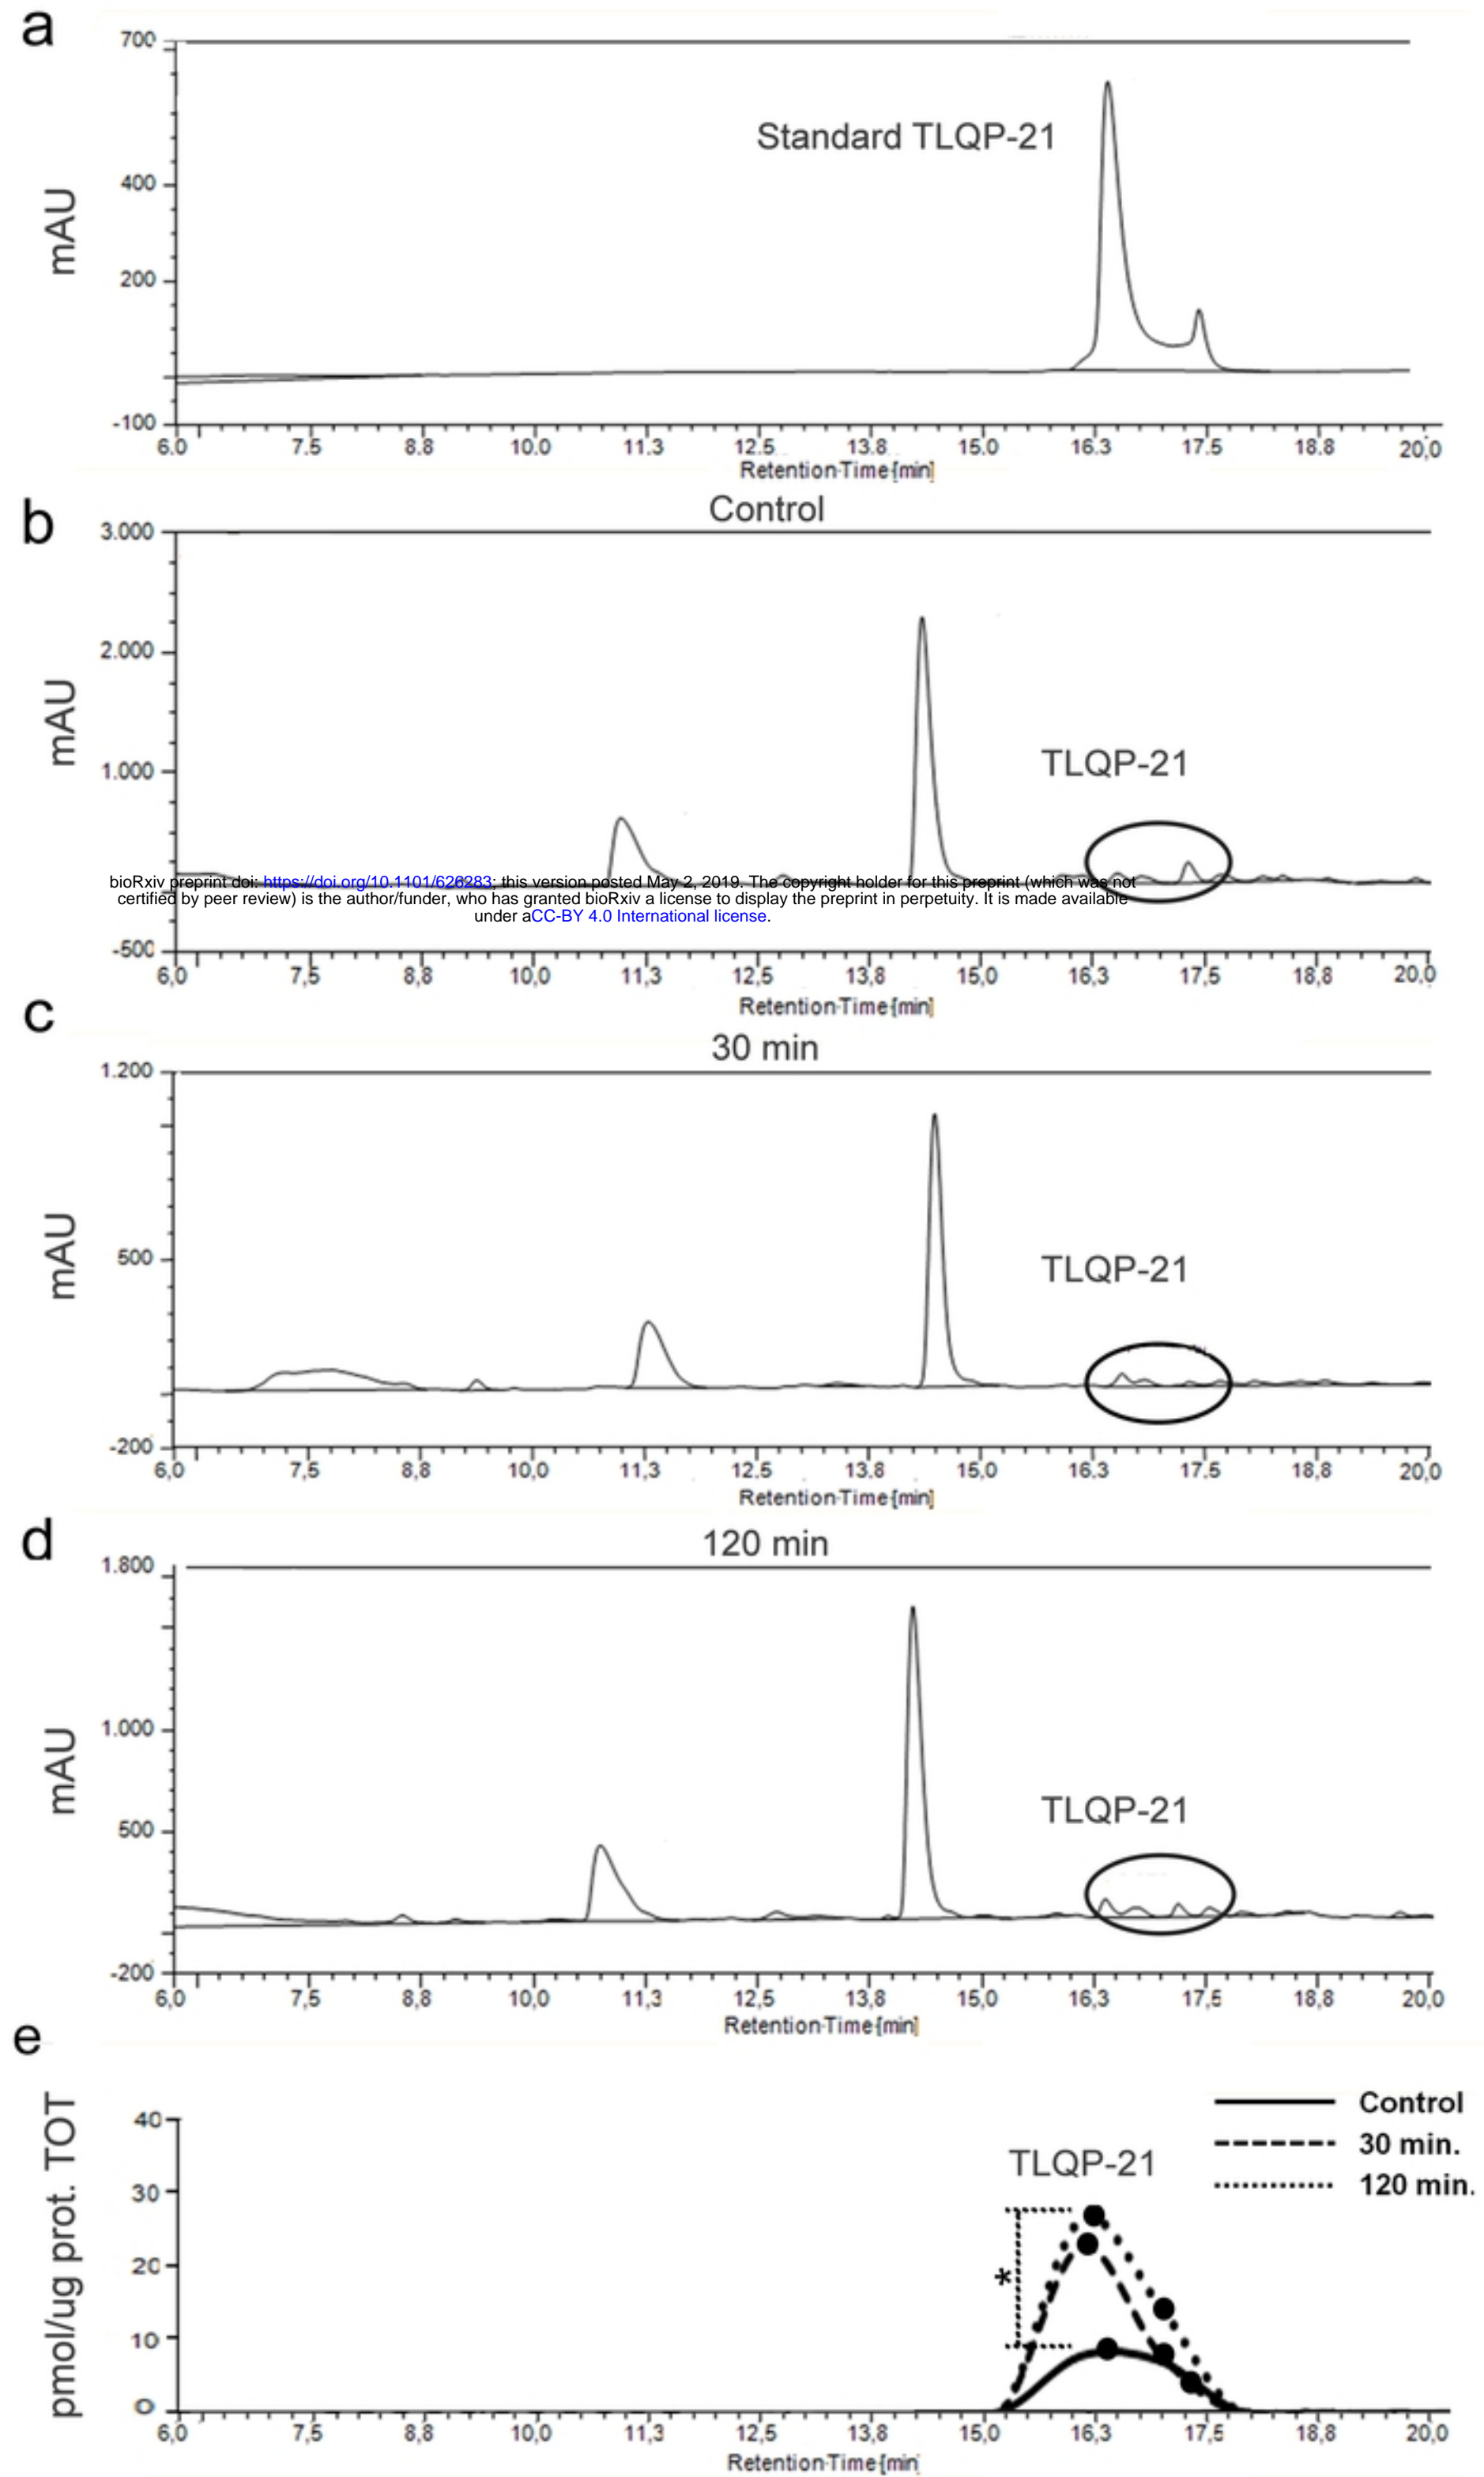 a
700
400
200
-100
mAU
Standard TLQP-21
6.0 7.5 8.8 10.0 11.3 12.5 13.8 15.0 16.3 17.5 18.8 20,0
Retention Time [min]
b
Control
3.000
2.000
1.000
-500
mAU
TLQP-21
bioRxiv preprint doi: https://doi.org/10.1101/626283; this version posted May 2, 2019. The copyright holder for this preprint (which was not
certified by peer review) is the author/funder, who has granted bioRxiv a license to display the preprint in perpetuity. It is made available
under aCC-BY 4.0 International license.
6,0 7,5 8,8 10,0 11,3 12,5 13,8 15,0 16,3 17,5 18,8 20,0
Retention Time [min]
c
30 min
1.200
500
-200
mAU
TLQP-21
6,0 7,5 8,8 10,0 11,3 12.5 13.8 15,0 16.3 17.5 18,8 20,0
Retention Time [min]
d
120 min
1.800
1.000
500
-200
mAU
TLQP-21
6,0 7,5 8,8 10,0 11,3 12,5 13,8 15,0 16,3 17,5 18,8 20,0
Retention Time [min]
e
40
30
20
10
0
pmol/ug prot. TOT
TLQP-21
*
Control
30 min.
120 min.
6,0 7,5 8,8 10,0 11,3 12,5 13,8 15,0 16,3 17,5 18,8 20,0
Retention Time [min]